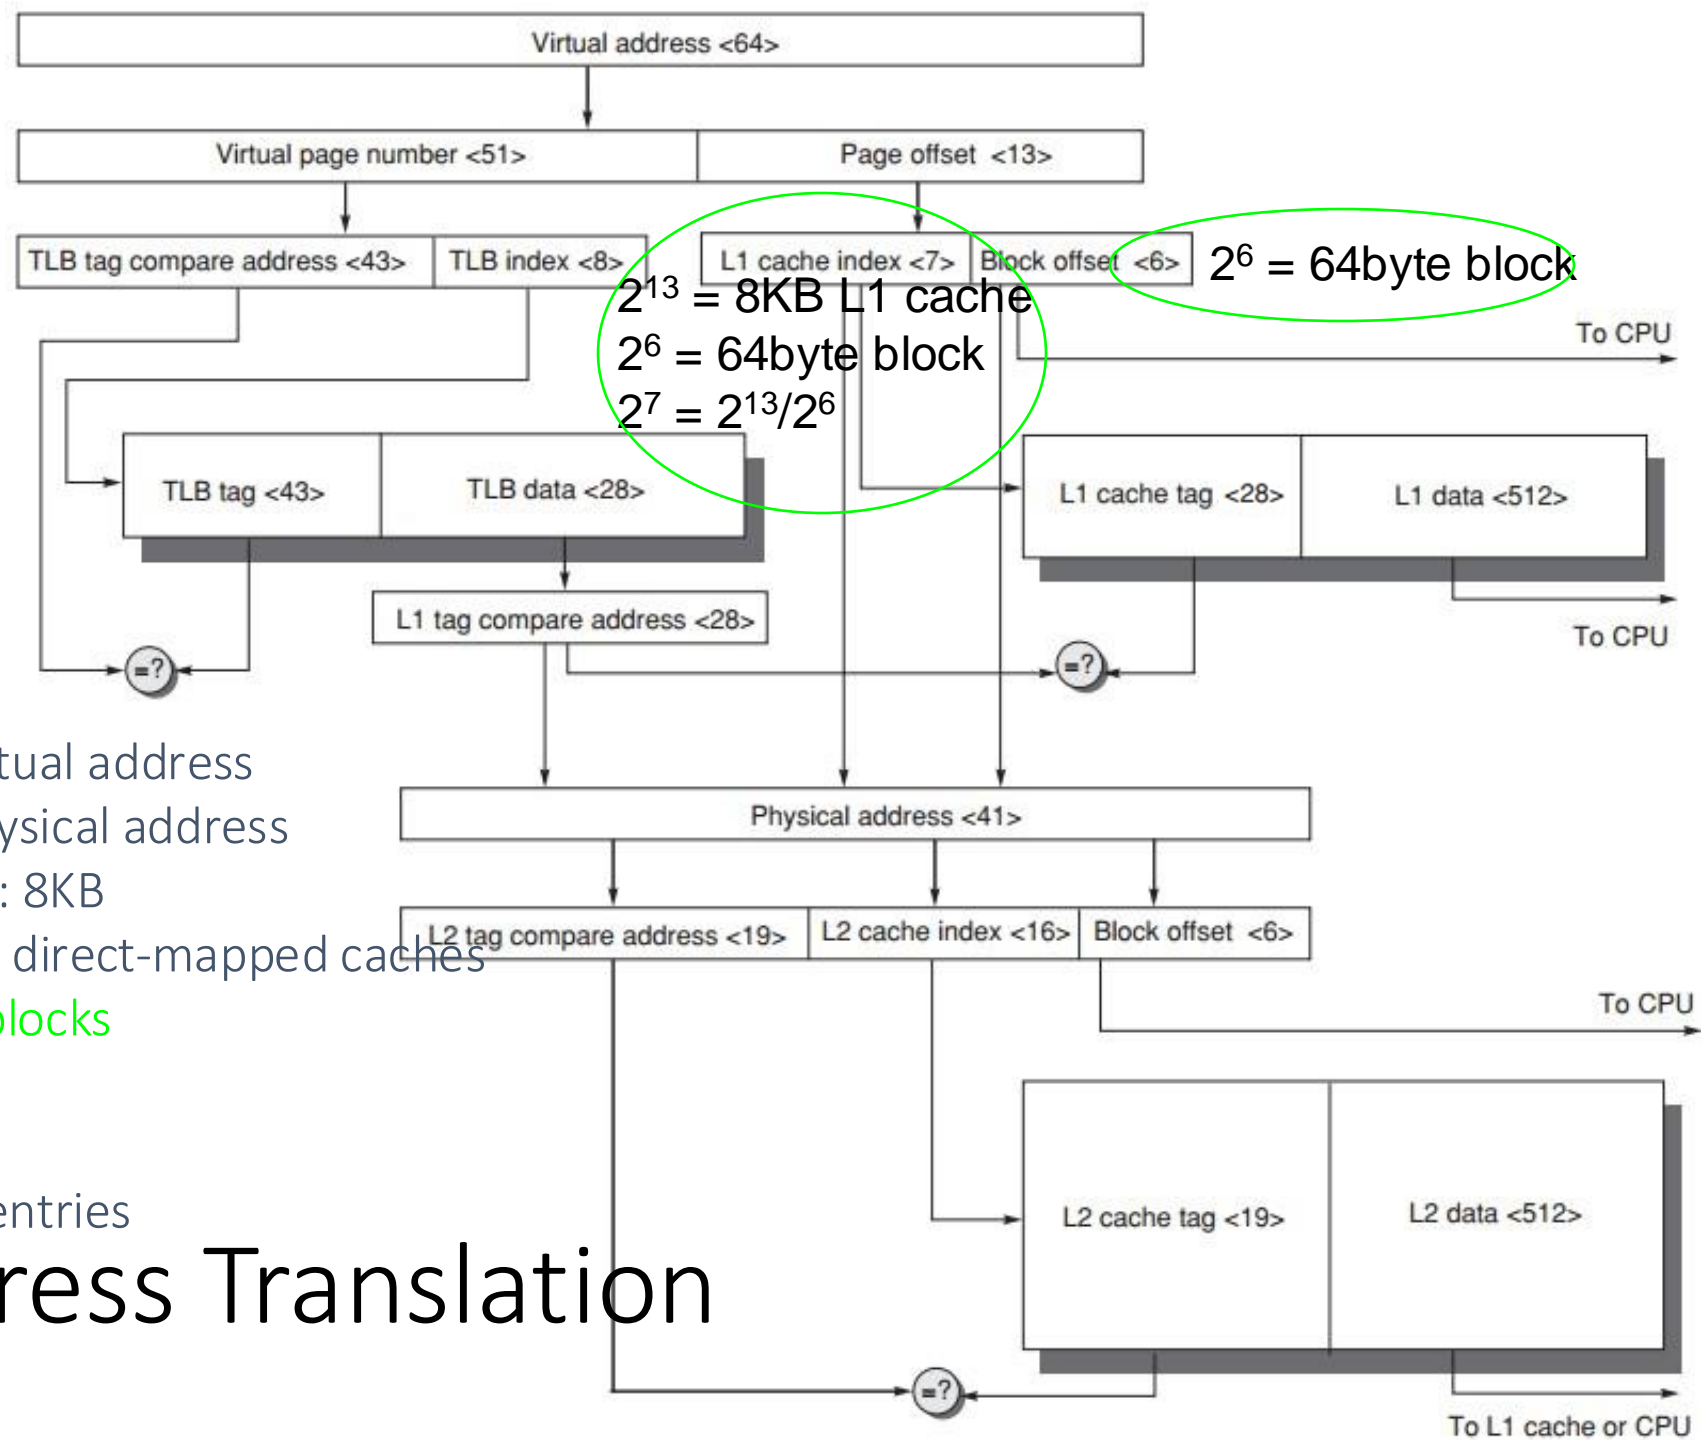 Virtual address <64>
Virtual page number <51>
Page offset <13>
TLB tag compare address <43>
TLB index <8>
L1 cache index <7>
Block offset <6>
2⁶ = 64byte block
2¹³ = 8KB L1 cache
2⁶ = 64byte block
2⁷ = 2¹³/2⁶
To CPU
TLB tag <43>
TLB data <28>
L1 cache tag <28>
L1 data <512>
L1 tag compare address <28>
To CPU
=?
=?
tual address
ysical address
: 8KB
direct-mapped caches
locks
entries
ress Translation
Physical address <41>
L2 tag compare address <19>
L2 cache index <16>
Block offset <6>
To CPU
L2 cache tag <19>
L2 data <512>
=?
To L1 cache or CPU